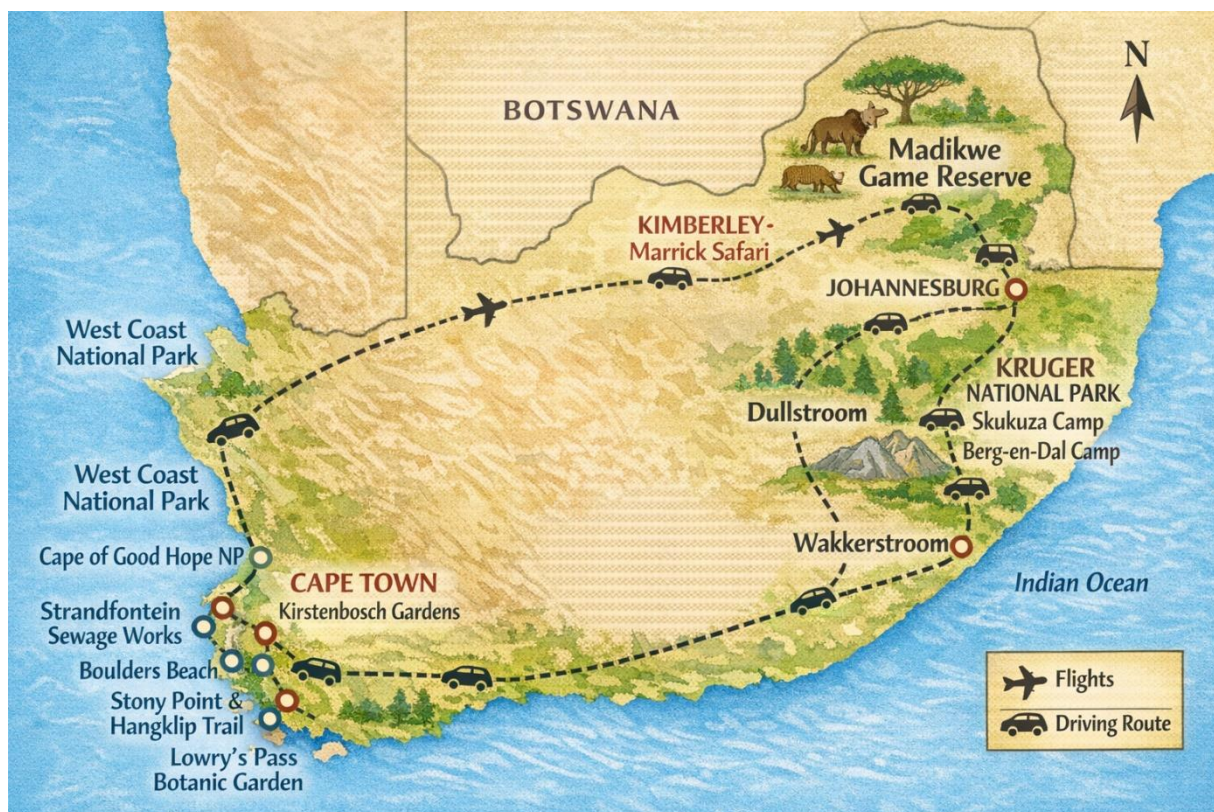 N
BOTSWANA
Madikwe
Game Reserve
KIMBERLEY-
Marrick Safari
JOHANNESBURG
West Coast
National Park
KRUGER
NATIONAL PARK
Skukuza Camp
Berg-en-Dal Camp
Dullstroom
West Coast
National Park
Wakkerstroom
Cape of Good Hope NP
CAPE TOWN
Kirstenbosch Gardens
Indian Ocean
Strandfontein
Sewage Works
Boulders Beach
Stony Point &
Hangklip Trail
Lowry's Pass
Botanic Garden
Flights
Driving Route